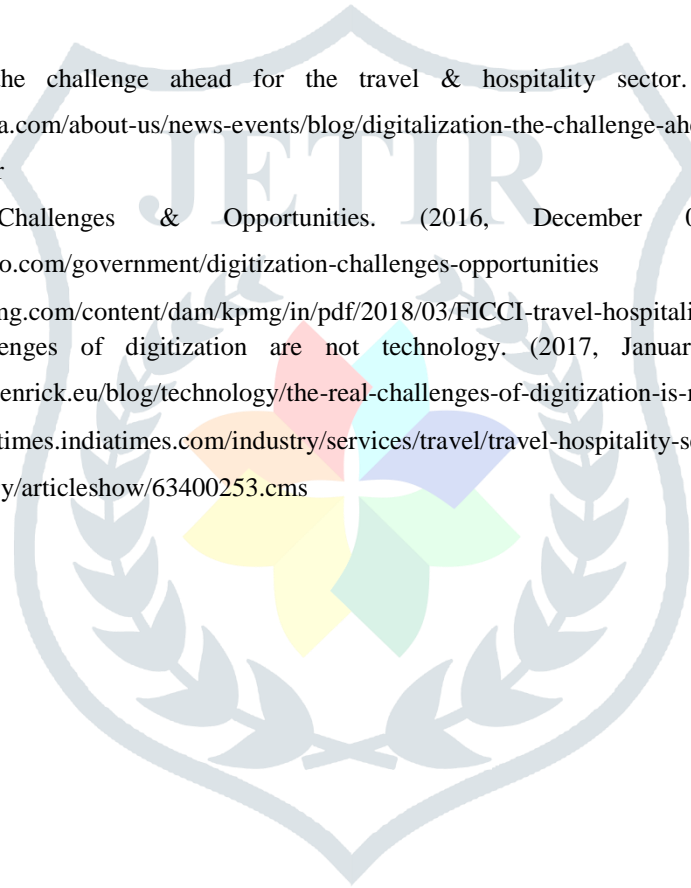 he challenge ahead for the travel & hospitality sector.
a.com/about-us/news-events/blog/digitalization-the-challenge-ahe
r
JETIR
Challenges & Opportunities. (2016, December 0
o.com/government/digitization-challenges-opportunities
ng.com/content/dam/kpmg/in/pdf/2018/03/FICCI-travel-hospitali
enges of digitization are not technology. (2017, Januar
enrick.eu/blog/technology/the-real-challenges-of-digitization-is-n
times.indiatimes.com/industry/services/travel/travel-hospitality-se
y/articleshow/63400253.cms